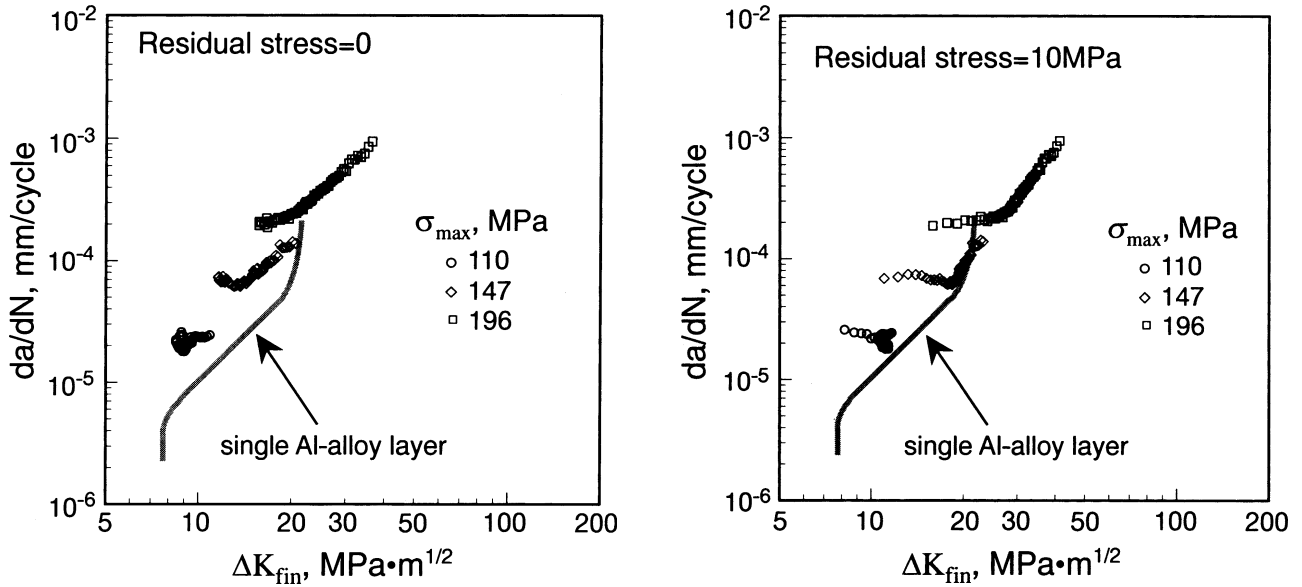 Residual stress=0
10⁻²
10⁻³
10⁻⁴
10⁻⁵
10⁻⁶
da/dN, mm/cycle
σmax, MPa
110
147
196
single Al-alloy layer
5 10 20 30 50 100 200
ΔKfin, MPa•m1/2
Residual stress=10MPa
10⁻²
10⁻³
10⁻⁴
10⁻⁵
10⁻⁶
da/dN, mm/cycle
σmax, MPa
110
147
196
single Al-alloy layer
5 10 20 30 50 100 200
ΔKfin, MPa•m1/2